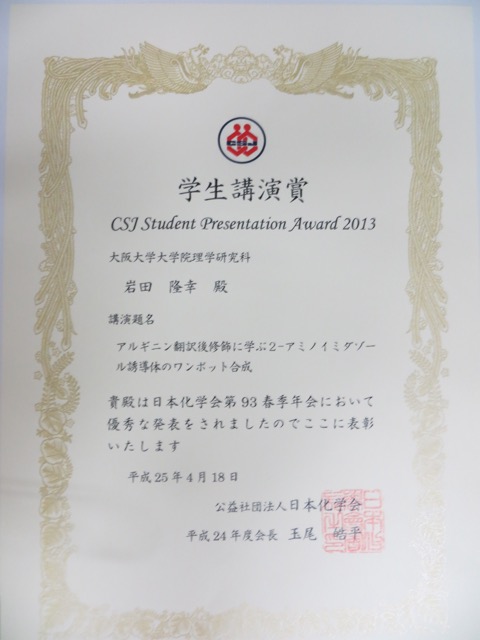 CSJ
学生講演賞
CSJ Student Presentation Award 2013
大阪大学大学院理学研究科
岩田 隆幸 殿
講演題名
アルギニン翻訳後修飾に学ぶ2-アミノイミダゾー
ル誘導体のワンポット合成
貴殿は日本化学会第93春季年会において
優秀な発表をされましたのでここに表彰
いたします
平成25年4月18日
公益社団法人日本化学会
平成24年度会長 玉尾 皓平